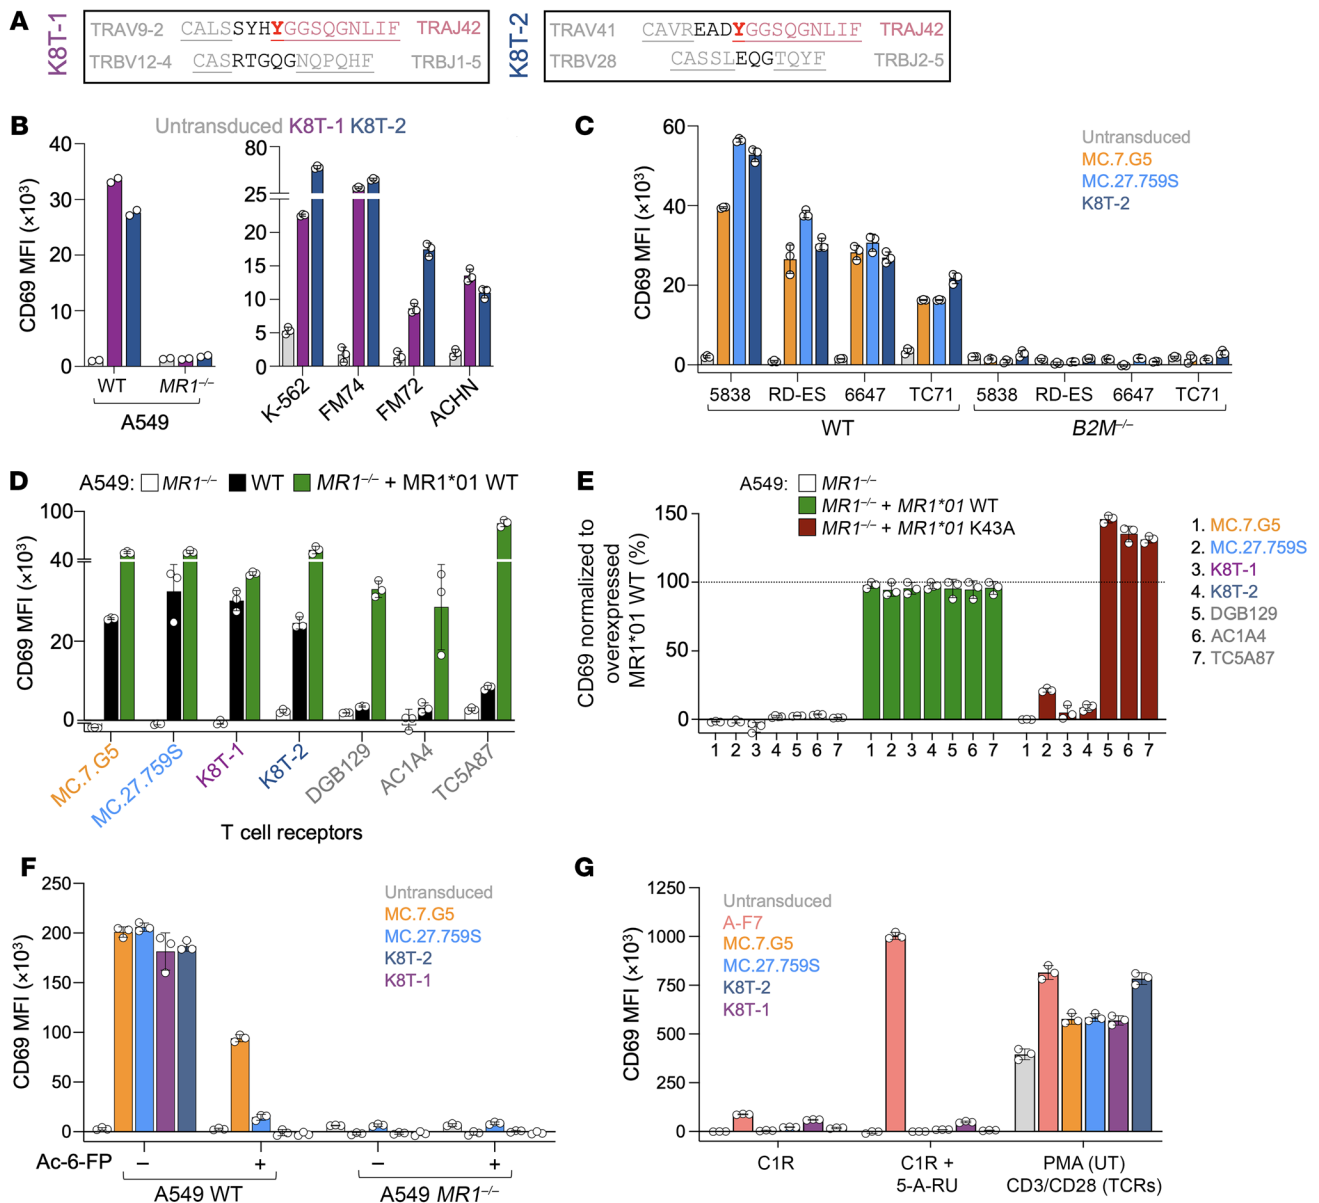 A
K8T-1
TRAV9-2 CALSSYHYGGSQGNLIF TRAJ42
TRBV12-4 CASRTGQGNQPQHF TRBJ1-5
K8T-2
TRAV41 CAVREADYGGSQGNLIF TRAJ42
TRBV28 CASSLEQGTQYF TRBJ2-5
B
Untransduced K8T-1 K8T-2
CD69 MFI (×10³)
40
30
20
10
0
WT MR1–/–
A549
80
25
25
20
15
10
5
0
K-562 FM74 FM72 ACHN
C
Untransduced
MC.7.G5
MC.27.759S
K8T-2
CD69 MFI (×10³)
60
40
20
0
5838 RD-ES 6647 TC71 5838 RD-ES 6647 TC71
WT B2M–/–
D
A549: MR1–/– WT MR1–/– + MR1*01 WT
CD69 MFI (×10³)
100
40
40
20
0
MC.7.G5 MC.27.759S K8T-1 K8T-2 DGB129 AC1A4 TC5A87
T cell receptors
E
A549: MR1–/–
MR1–/– + MR1*01 WT
MR1–/– + MR1*01 K43A
CD69 normalized to
overexpressed
MR1*01 WT (%)
150
100
50
0
1 2 3 4 5 6 7 1 2 3 4 5 6 7 1 2 3 4 5 6 7
1. MC.7.G5
2. MC.27.759S
3. K8T-1
4. K8T-2
5. DGB129
6. AC1A4
7. TC5A87
F
Untransduced
MC.7.G5
MC.27.759S
K8T-2
K8T-1
CD69 MFI (×10³)
250
200
150
100
50
0
Ac-6-FP – + – +
A549 WT A549 MR1–/–
G
Untransduced
A-F7
MC.7.G5
MC.27.759S
K8T-2
K8T-1
CD69 MFI (×10³)
1250
1000
750
500
250
0
C1R C1R + PMA (UT)
5-A-RU CD3/CD28 (TCRs)